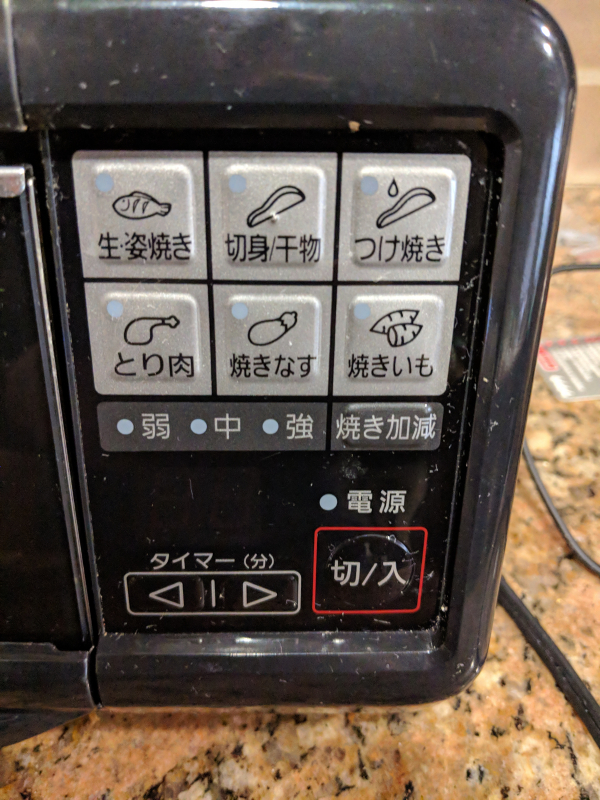 生・姿焼き 切身/干物 つけ焼き
とり肉 焼きなす 焼きいも
弱 中 強 焼き加減
電源
タイマー(分)
切/入